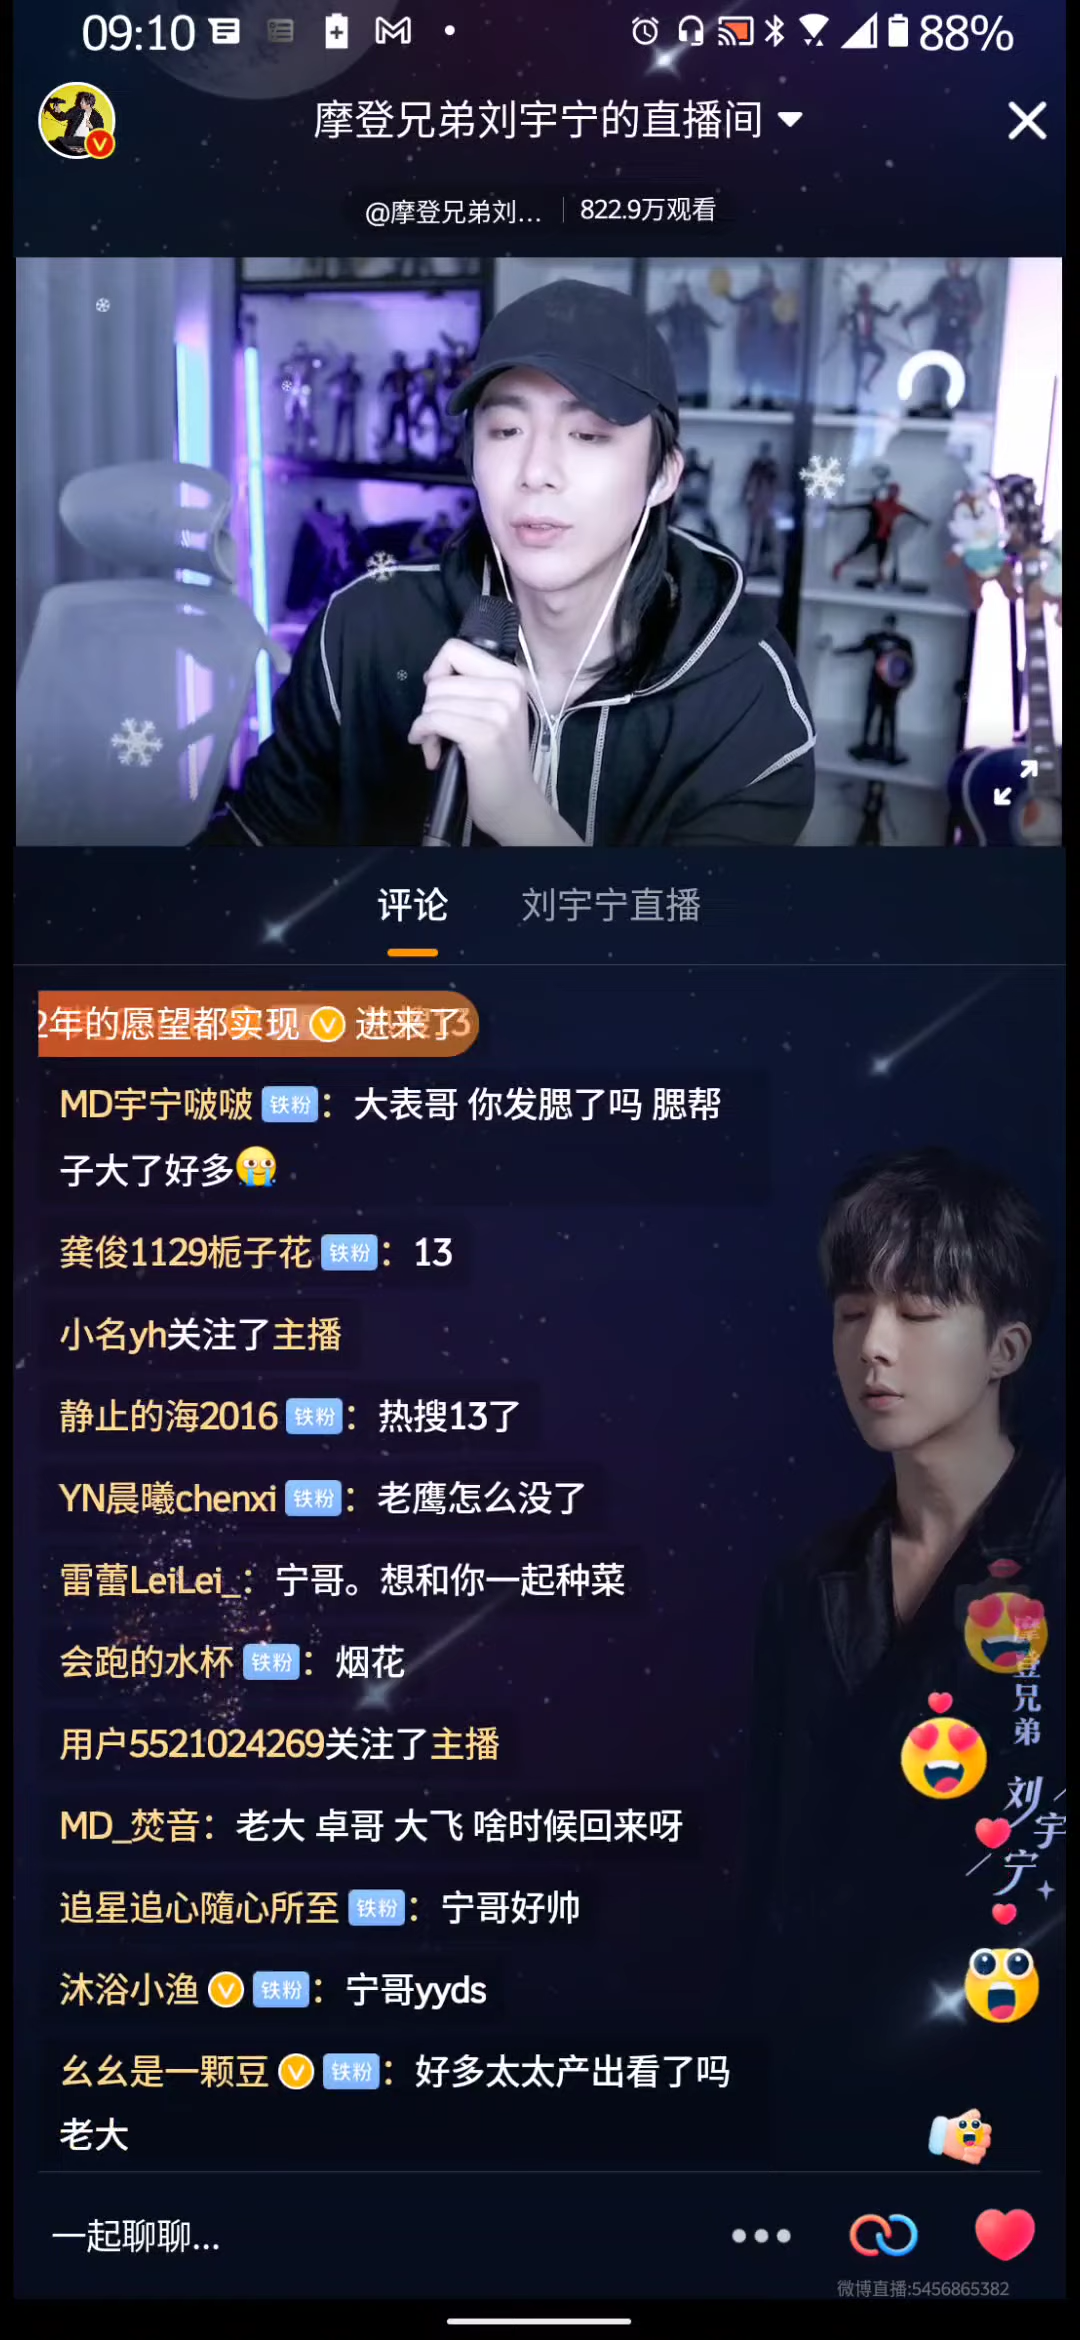 09:10
88%
摩登兄弟刘宇宁的直播间
@摩登兄弟刘... 822.9万观看
评论 刘宇宁直播
2年的愿望都实现 进来了
MD宇宁啵啵 铁粉：大表哥 你发腮了吗 腮帮
子大了好多
龚俊1129栀子花 铁粉：13
小名yh关注了主播
静止的海2016 铁粉：热搜13了
YN晨曦chenxi 铁粉：老鹰怎么没了
雷蕾LeiLei_：宁哥。想和你一起种菜
会跑的水杯 铁粉：烟花
用户5521024269关注了主播
MD_焚音：老大 卓哥 大飞 啥时候回来呀
追星追心隨心所至 铁粉：宁哥好帅
沐浴小渔 铁粉：宁哥yyds
幺幺是一颗豆 铁粉：好多太太产出看了吗
老大
摩登兄弟
刘宇宁
一起聊聊...
微博直播:5456865382